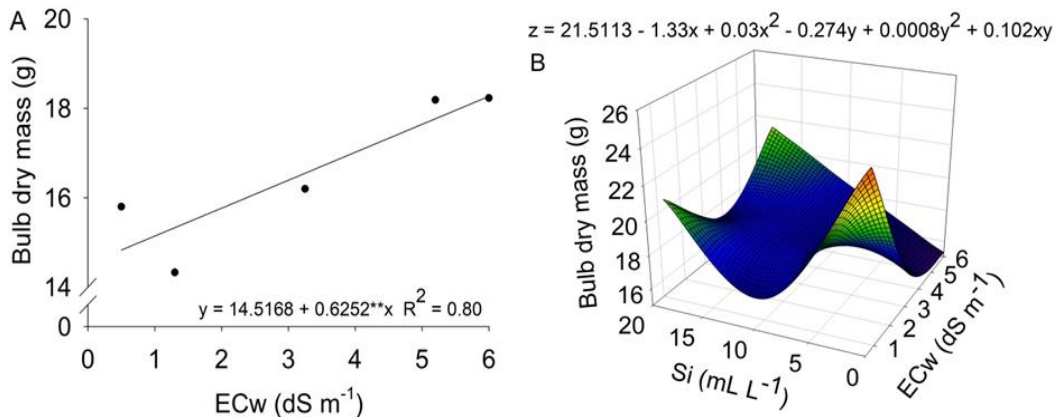 A
Bulb dry mass (g)
20
18
16
14
0
y = 14.5168 + 0.6252**x R² = 0.80
0 1 2 3 4 5 6
ECw (dS m⁻¹)
z = 21.5113 - 1.33x + 0.03x² - 0.274y + 0.0008y² + 0.102xy
B
Bulb dry mass (g)
26
24
22
20
18
16
20 15 10 5 0
Si (mL L⁻¹)
1 2 3 4 5 6
ECw (dS m⁻¹)